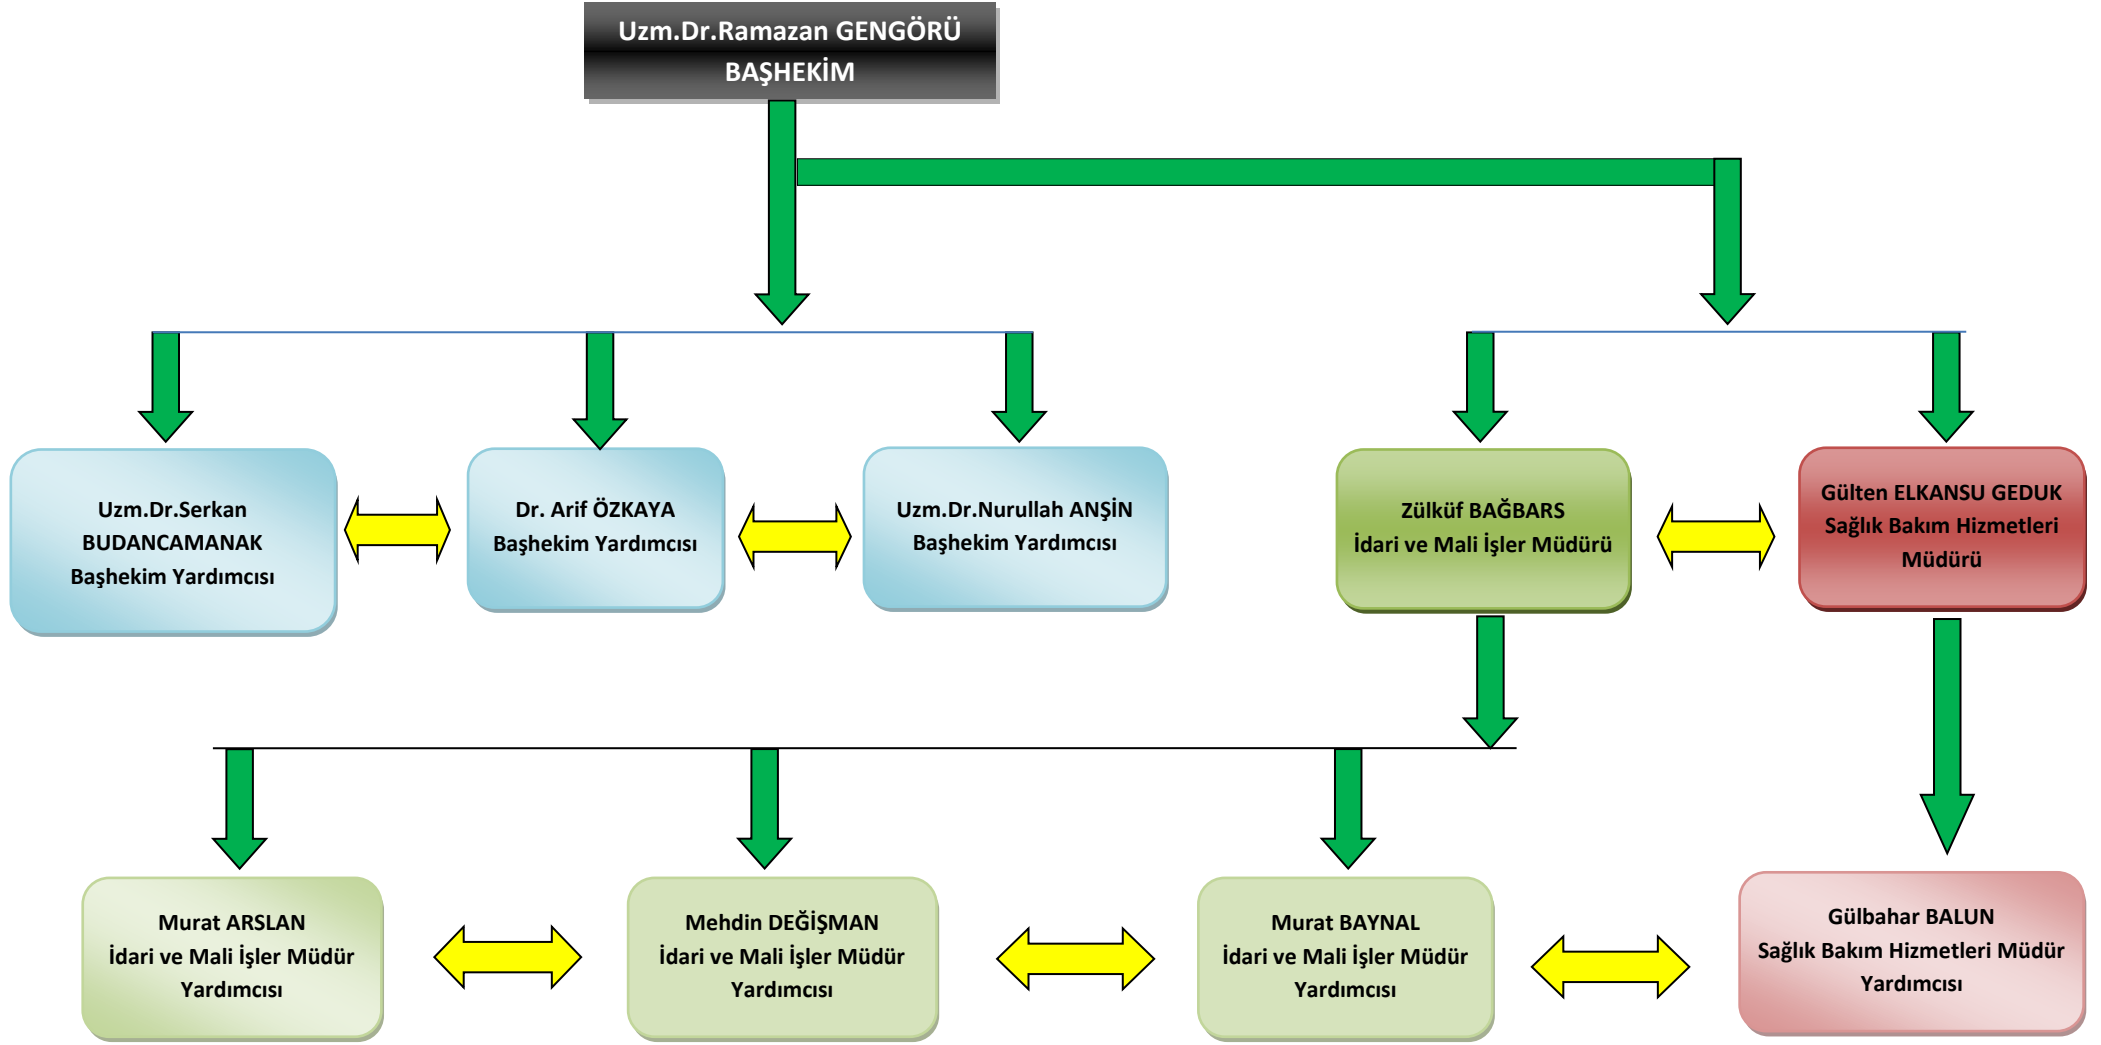 Uzm.Dr.Ramazan GENGÖRÜ
BAŞHEKİM
Uzm.Dr.Serkan
BUDANCAMANAK
Başhekim Yardımcısı
Dr. Arif ÖZKAYA
Başhekim Yardımcısı
Uzm.Dr.Nurullah ANŞİN
Başhekim Yardımcısı
Zülküf BAĞBARS
İdari ve Mali İşler Müdürü
Gülten ELKANSU GEDUK
Sağlık Bakım Hizmetleri
Müdürü
Murat ARSLAN
İdari ve Mali İşler Müdür
Yardımcısı
Mehdin DEĞİŞMAN
İdari ve Mali İşler Müdür
Yardımcısı
Murat BAYNAL
İdari ve Mali İşler Müdür
Yardımcısı
Gülbahar BALUN
Sağlık Bakım Hizmetleri Müdür
Yardımcısı